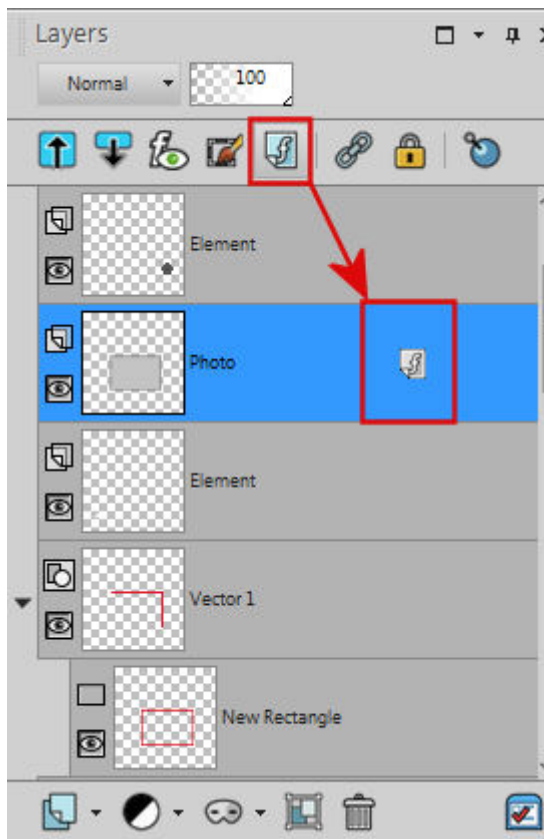 Layers
Normal
100
Element
Photo
Element
Vector 1
New Rectangle